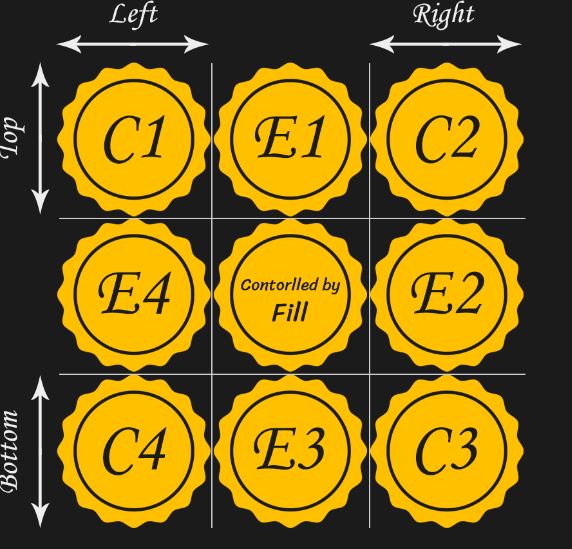 Left
Right
Top
C1
E1
C2
E4
Contorlled by
Fill
E2
Bottom
C4
E3
C3